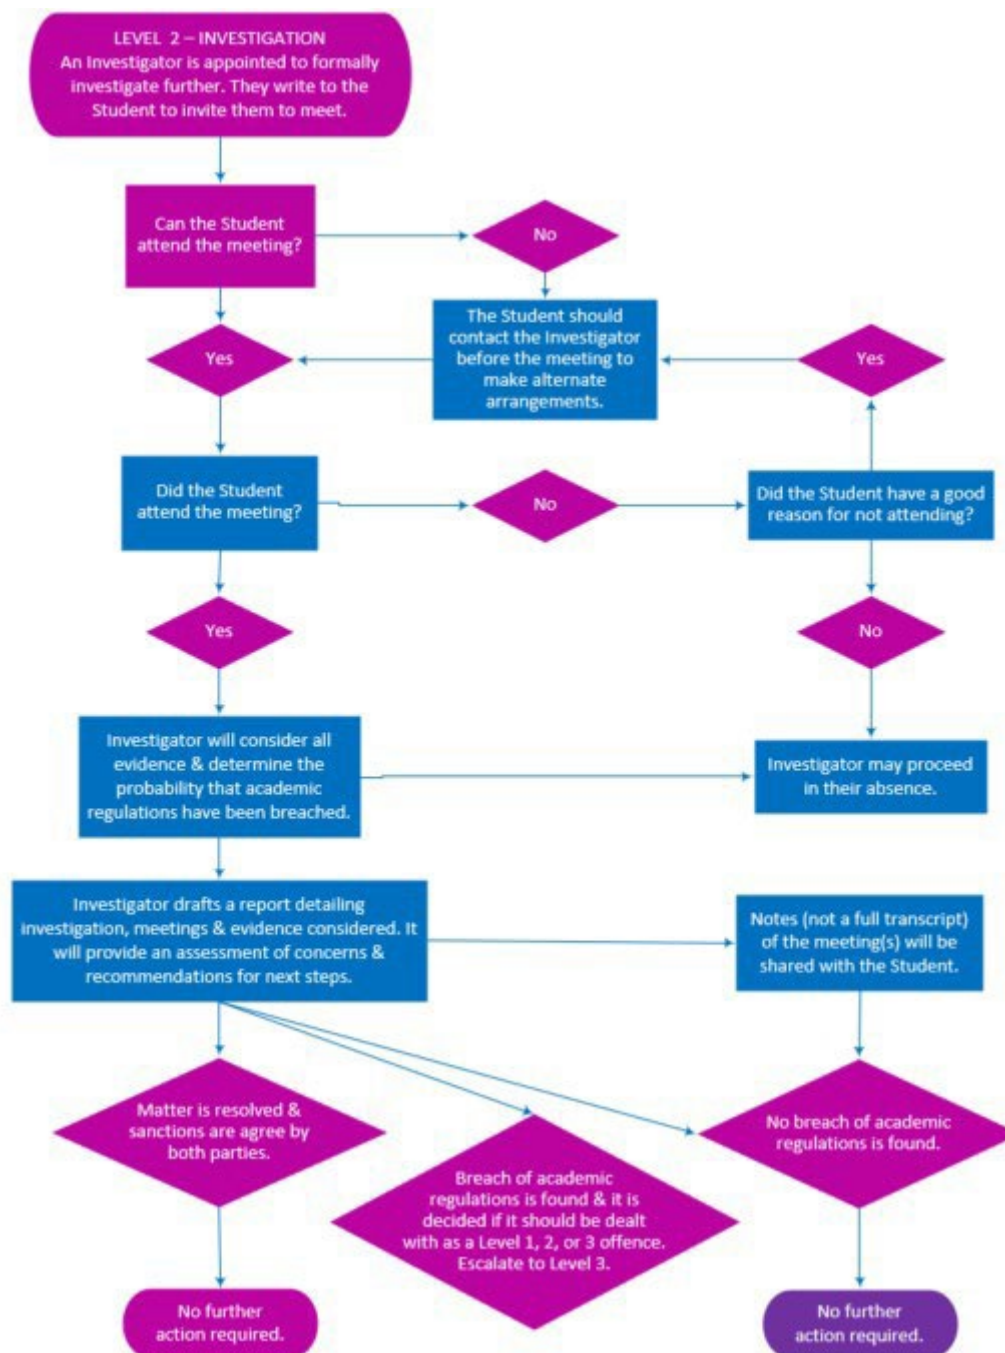 LEVEL 2 – INVESTIGATION
An Investigator is appointed to formally
investigate further. They write to the
Student to invite them to meet.
Can the Student
attend the meeting?
No
The Student should
contact the Investigator
before the meeting to
make alternate
arrangements.
Yes
Yes
Did the Student
attend the meeting?
No
Did the Student have a good
reason for not attending?
Yes
No
Investigator will consider all
evidence & determine the
probability that academic
regulations have been breached.
Investigator may proceed
in their absence.
Investigator drafts a report detailing
investigation, meetings & evidence considered. It
will provide an assessment of concerns &
recommendations for next steps.
Notes (not a full transcript)
of the meeting(s) will be
shared with the Student.
Matter is resolved &
sanctions are agree by
both parties.
Breach of academic
regulations is found & it is
decided if it should be dealt
with as a Level 1, 2, or 3 offence.
Escalate to Level 3.
No breach of academic
regulations is found.
No further
action required.
No further
action required.